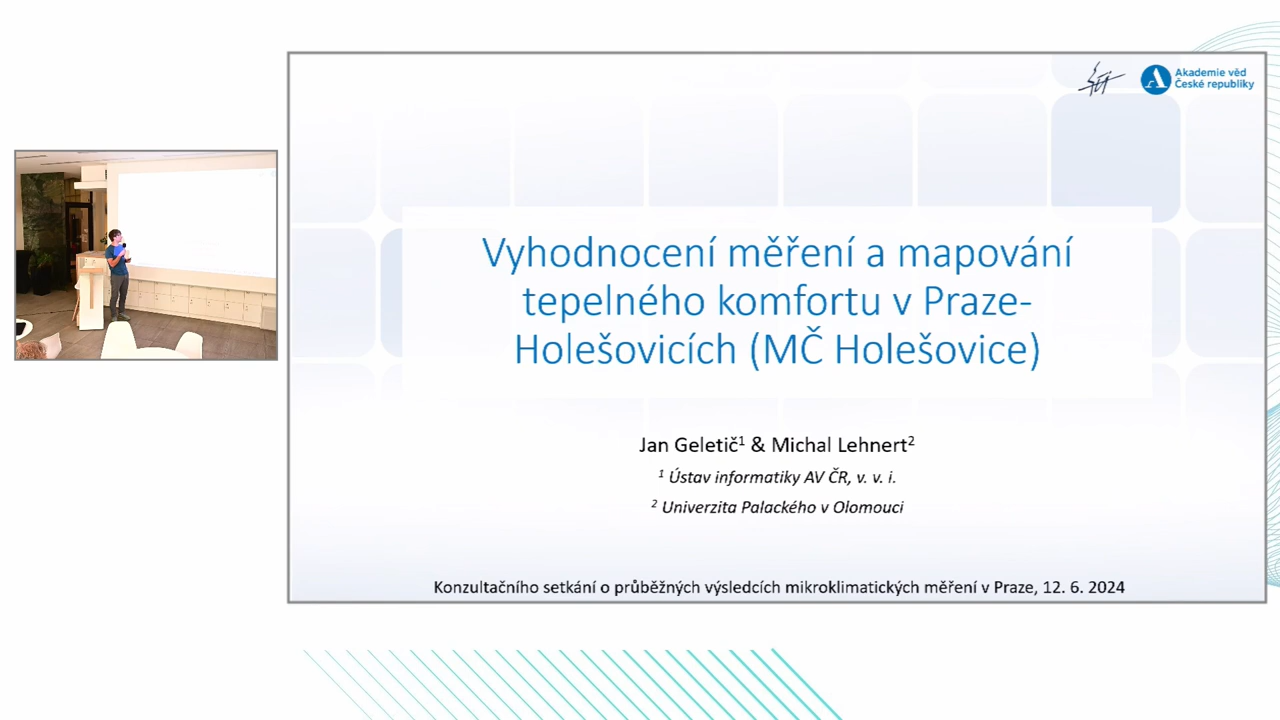 Akademie věd
České republiky
Vyhodnocení měření a mapování
tepelného komfortu v Praze-
Holešovicích (MČ Holešovice)
Jan Geletič¹ & Michal Lehnert²
¹ Ústav informatiky AV ČR, v. v. i.
² Univerzita Palackého v Olomouci
Konzultačního setkání o průběžných výsledcích mikroklimatických měření v Praze, 12. 6. 2024